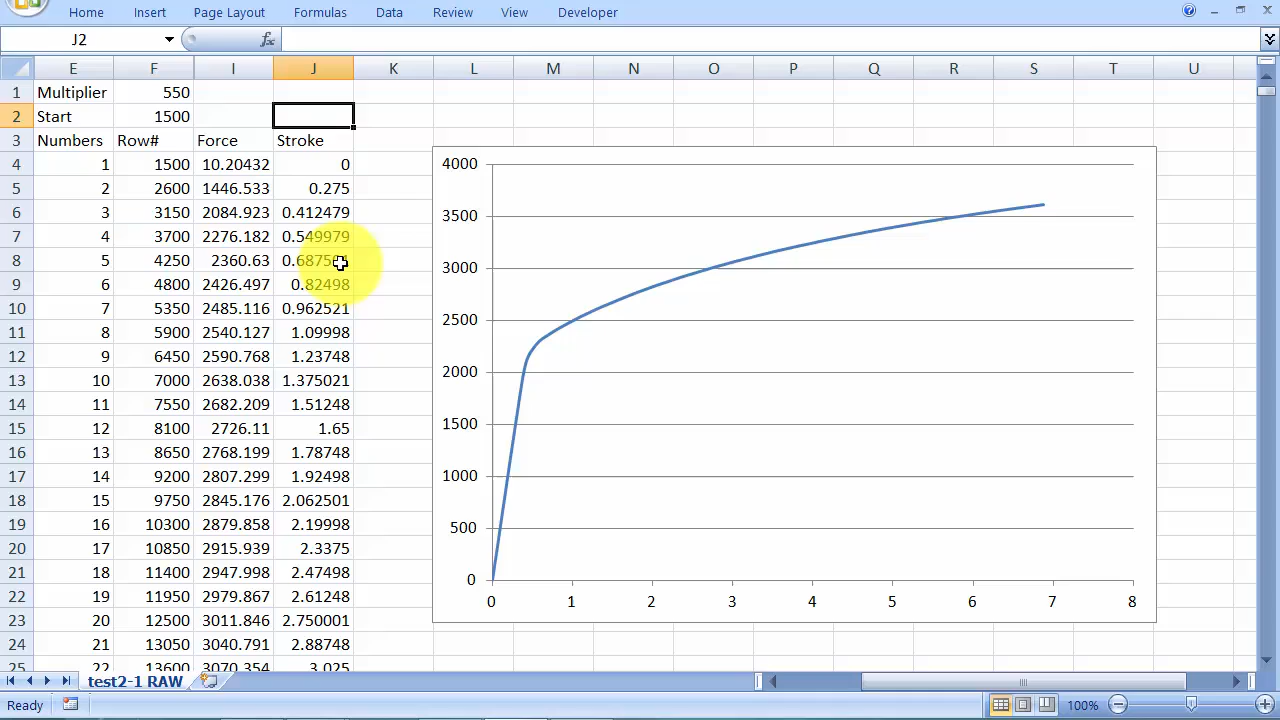 Home Insert Page Layout Formulas Data Review View Developer
J2 fx
E F I J K L M N O P Q R S T U
1 Multiplier 550
2 Start 1500
3 Numbers Row# Force Stroke
4 1 1500 10.20432 0
5 2 2600 1446.533 0.275
6 3 3150 2084.923 0.412479
7 4 3700 2276.182 0.549979
8 5 4250 2360.63
9 6 4800 2426.497 0.82498
10 7 5350 2485.116 0.962521
11 8 5900 2540.127 1.09998
12 9 6450 2590.768 1.23748
13 10 7000 2638.038 1.375021
14 11 7550 2682.209 1.51248
15 12 8100 2726.11 1.65
16 13 8650 2768.199 1.78748
17 14 9200 2807.299 1.92498
18 15 9750 2845.176 2.062501
19 16 10300 2879.858 2.19998
20 17 10850 2915.939 2.3375
21 18 11400 2947.998 2.47498
22 19 11950 2979.867 2.61248
23 20 12500 3011.846 2.750001
24 21 13050 3040.791 2.88748
25 22 13600 3070.354 3.025
4000
3500
3000
2500
2000
1500
1000
500
0
0 1 2 3 4 5 6 7 8
test2-1 RAW
Ready 100%